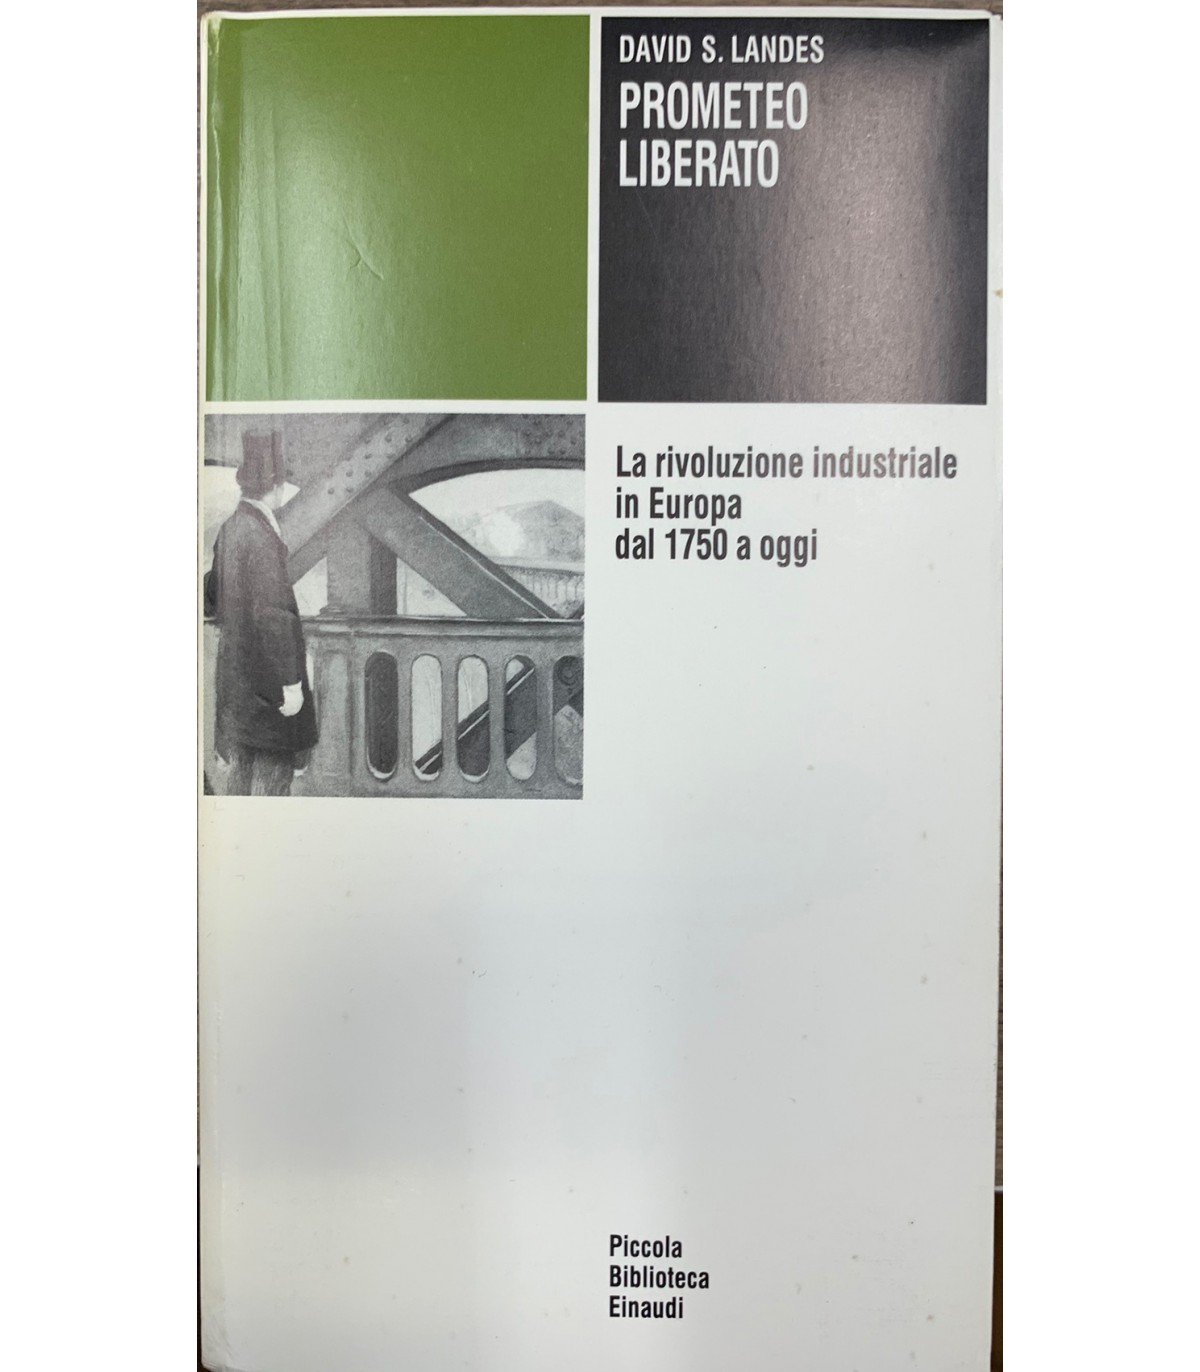 DAVID S. LANDES
PROMETEO
LIBERATO
La rivoluzione industriale
in Europa
dal 1750 a oggi
Piccola
Biblioteca
Einaudi